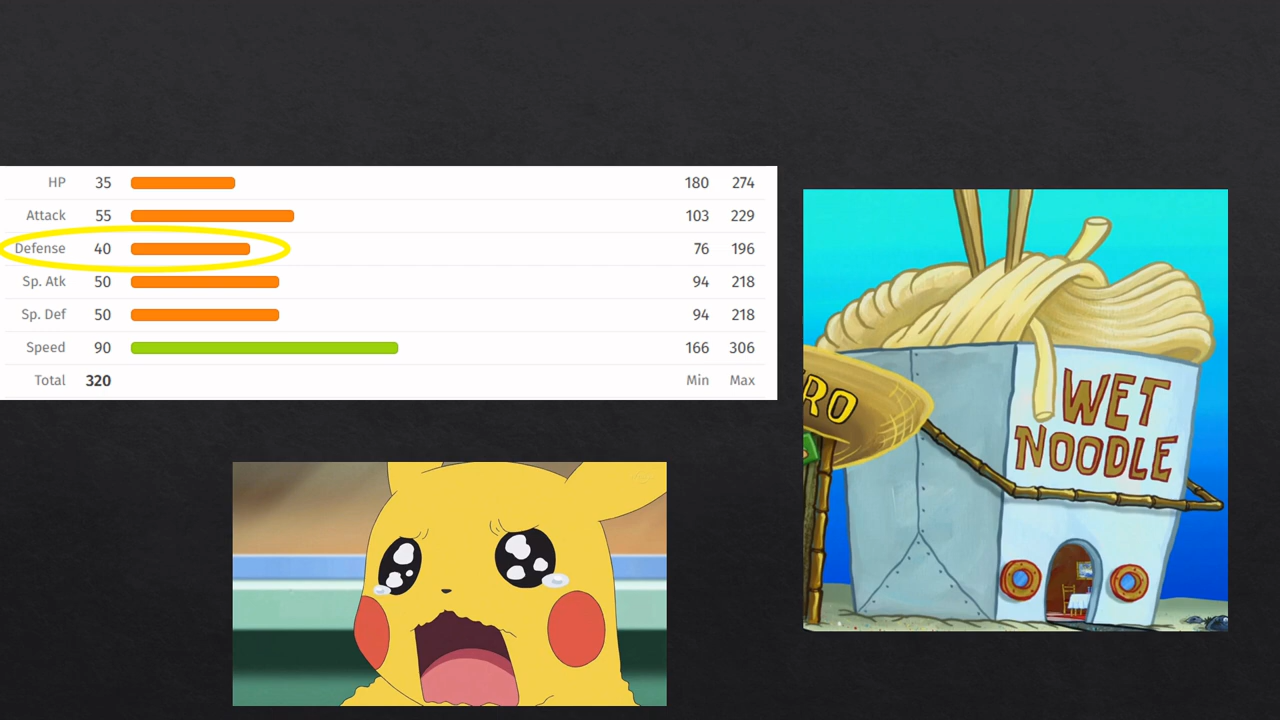 HP 35 180 274
Attack 55 103 229
Defense 40 76 196
Sp. Atk 50 94 218
Sp. Def 50 94 218
Speed 90 166 306
Total 320 Min Max
RO
WET
NOODLE